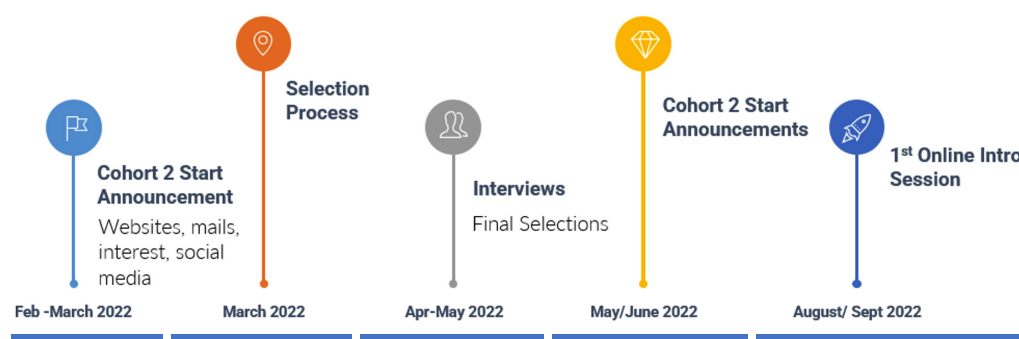 Cohort 2 Start
Announcement
Websites, mails,
interest, social
media
Feb -March 2022
Selection
Process
March 2022
Interviews
Final Selections
Apr-May 2022
Cohort 2 Start
Announcements
May/June 2022
1st Online Intro
Session
August/ Sept 2022